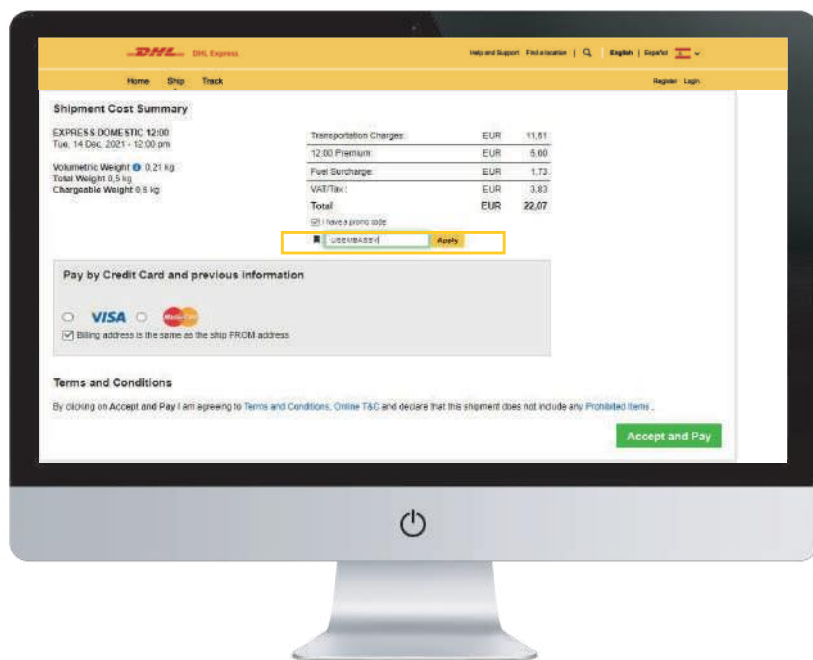 DHL DHL Express
Help and Support Find a location | English | Español
Home Ship Track
Register Login
Shipment Cost Summary
EXPRESS DOMESTIC 12:00
Tue, 14 Dec, 2021 - 12:00 pm
Volumetric Weight 0,21 kg
Total Weight 0,5 kg
Chargeable Weight 0,5 kg
Transportation Charges: EUR 11,51
12:00 Premium: EUR 5,00
Fuel Surcharge: EUR 1,73
VAT/Tax: EUR 3,83
Total EUR 22,07
I have a promo code
USEMBASSY Apply
Pay by Credit Card and previous information
VISA MasterCard
Billing address is the same as the ship FROM address
Terms and Conditions
By clicking on Accept and Pay I am agreeing to Terms and Conditions, Online T&C and declare that this shipment does not include any Prohibited Items .
Accept and Pay